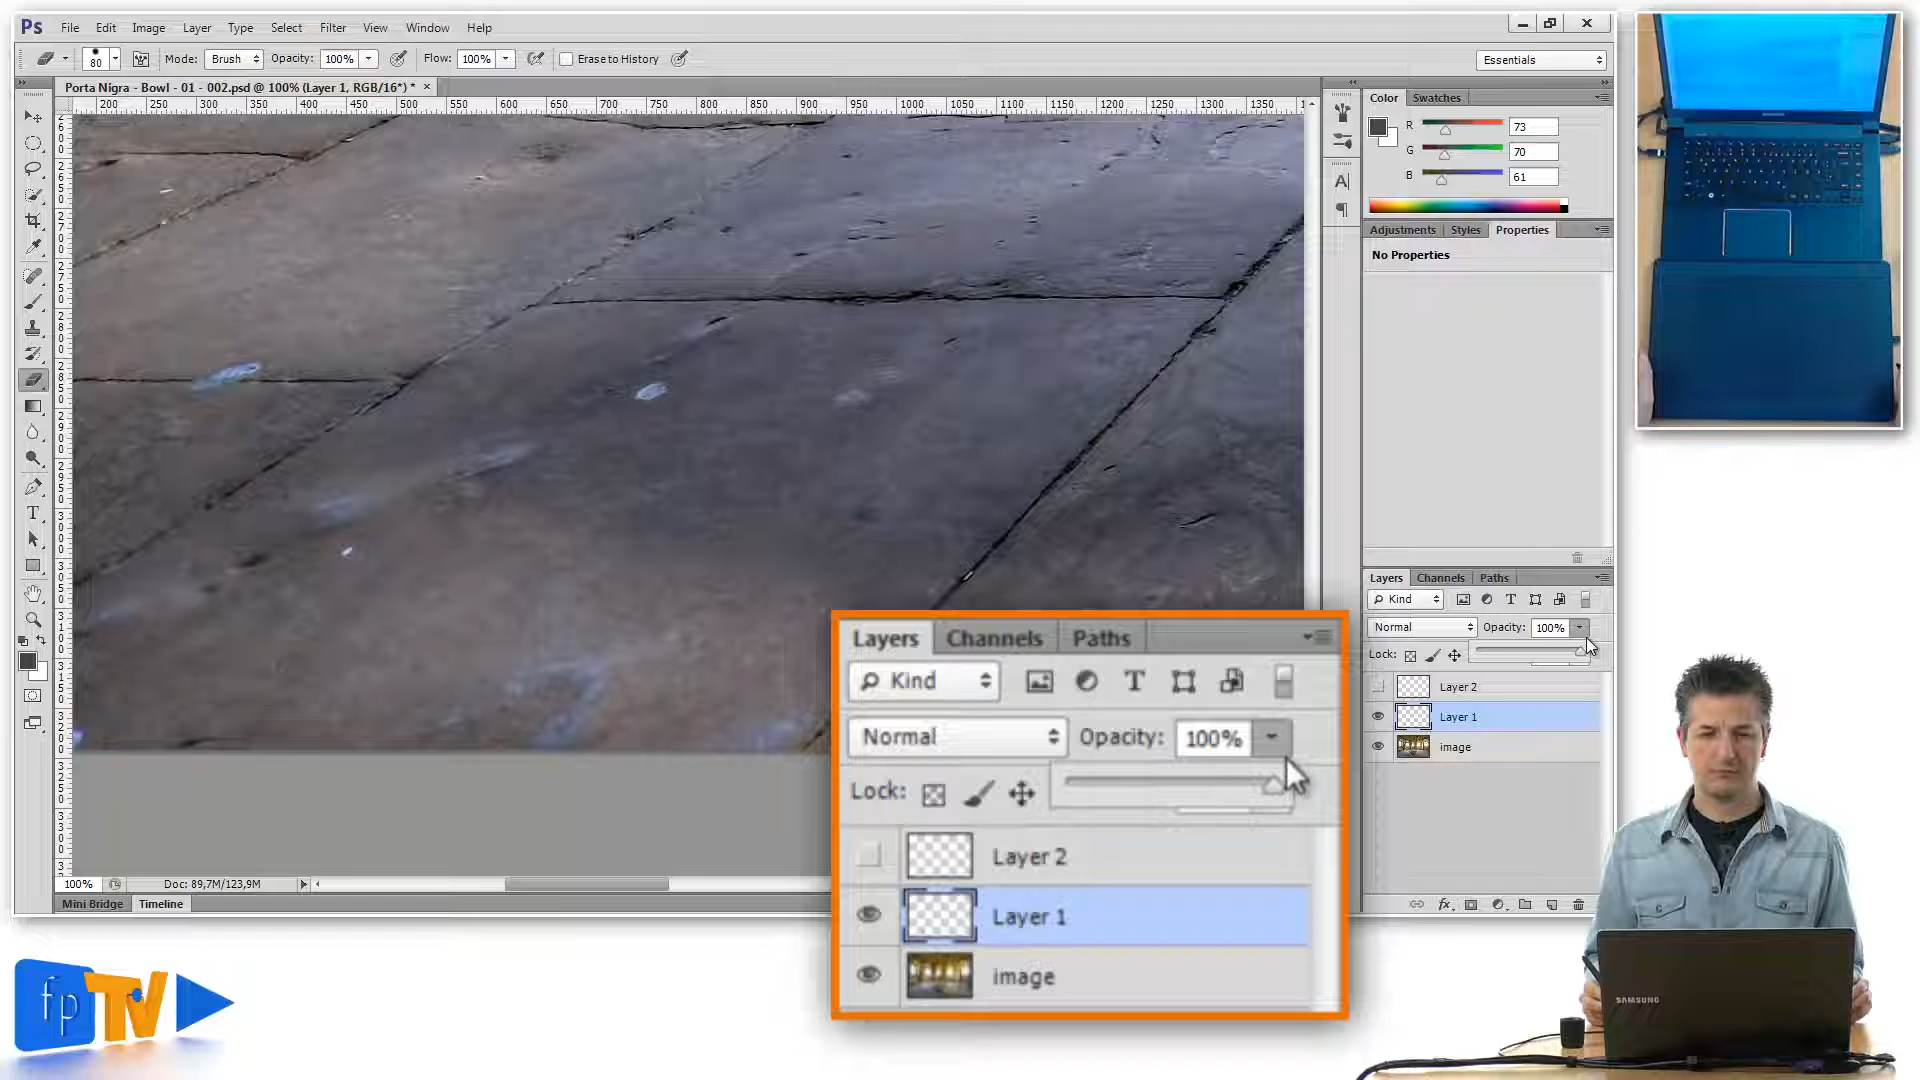 Ps File Edit Image Layer Type Select Filter View Window Help
80 Mode: Brush Opacity: 100% Flow: 100% Erase to History Essentials
Porta Nigra - Bowl - 01 - 002.psd @ 100% (Layer 1, RGB/16*) * ×
200 250 300 350 400 450 500 550 600 650 700 750 800 850 900 950 1000 1050 1100 1150 1200 1250 1300 1350
Color Swatches
R 73
G 70
B 61
Adjustments Styles Properties
No Properties
Layers Channels Paths
Kind
Normal Opacity: 100%
Lock:
Layer 2
Layer 1
image
fx
Layers Channels Paths
Kind
Normal Opacity: 100%
Lock:
Layer 2
Layer 1
image
100% Doc: 89,7M/123,9M
Mini Bridge Timeline
fp TV
SAMSUNG